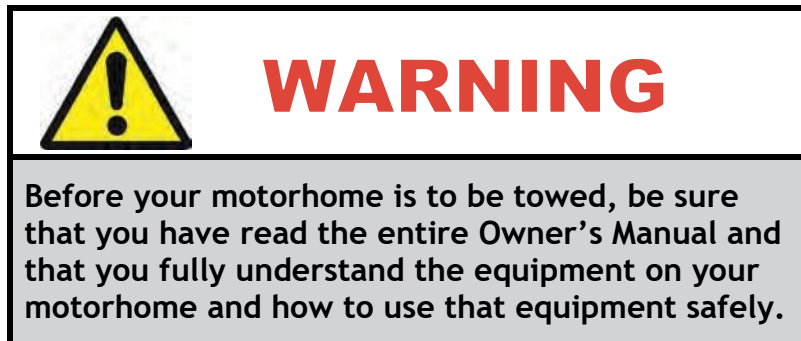 WARNING
Before your motorhome is to be towed, be sure
that you have read the entire Owner’s Manual and
that you fully understand the equipment on your
motorhome and how to use that equipment safely.